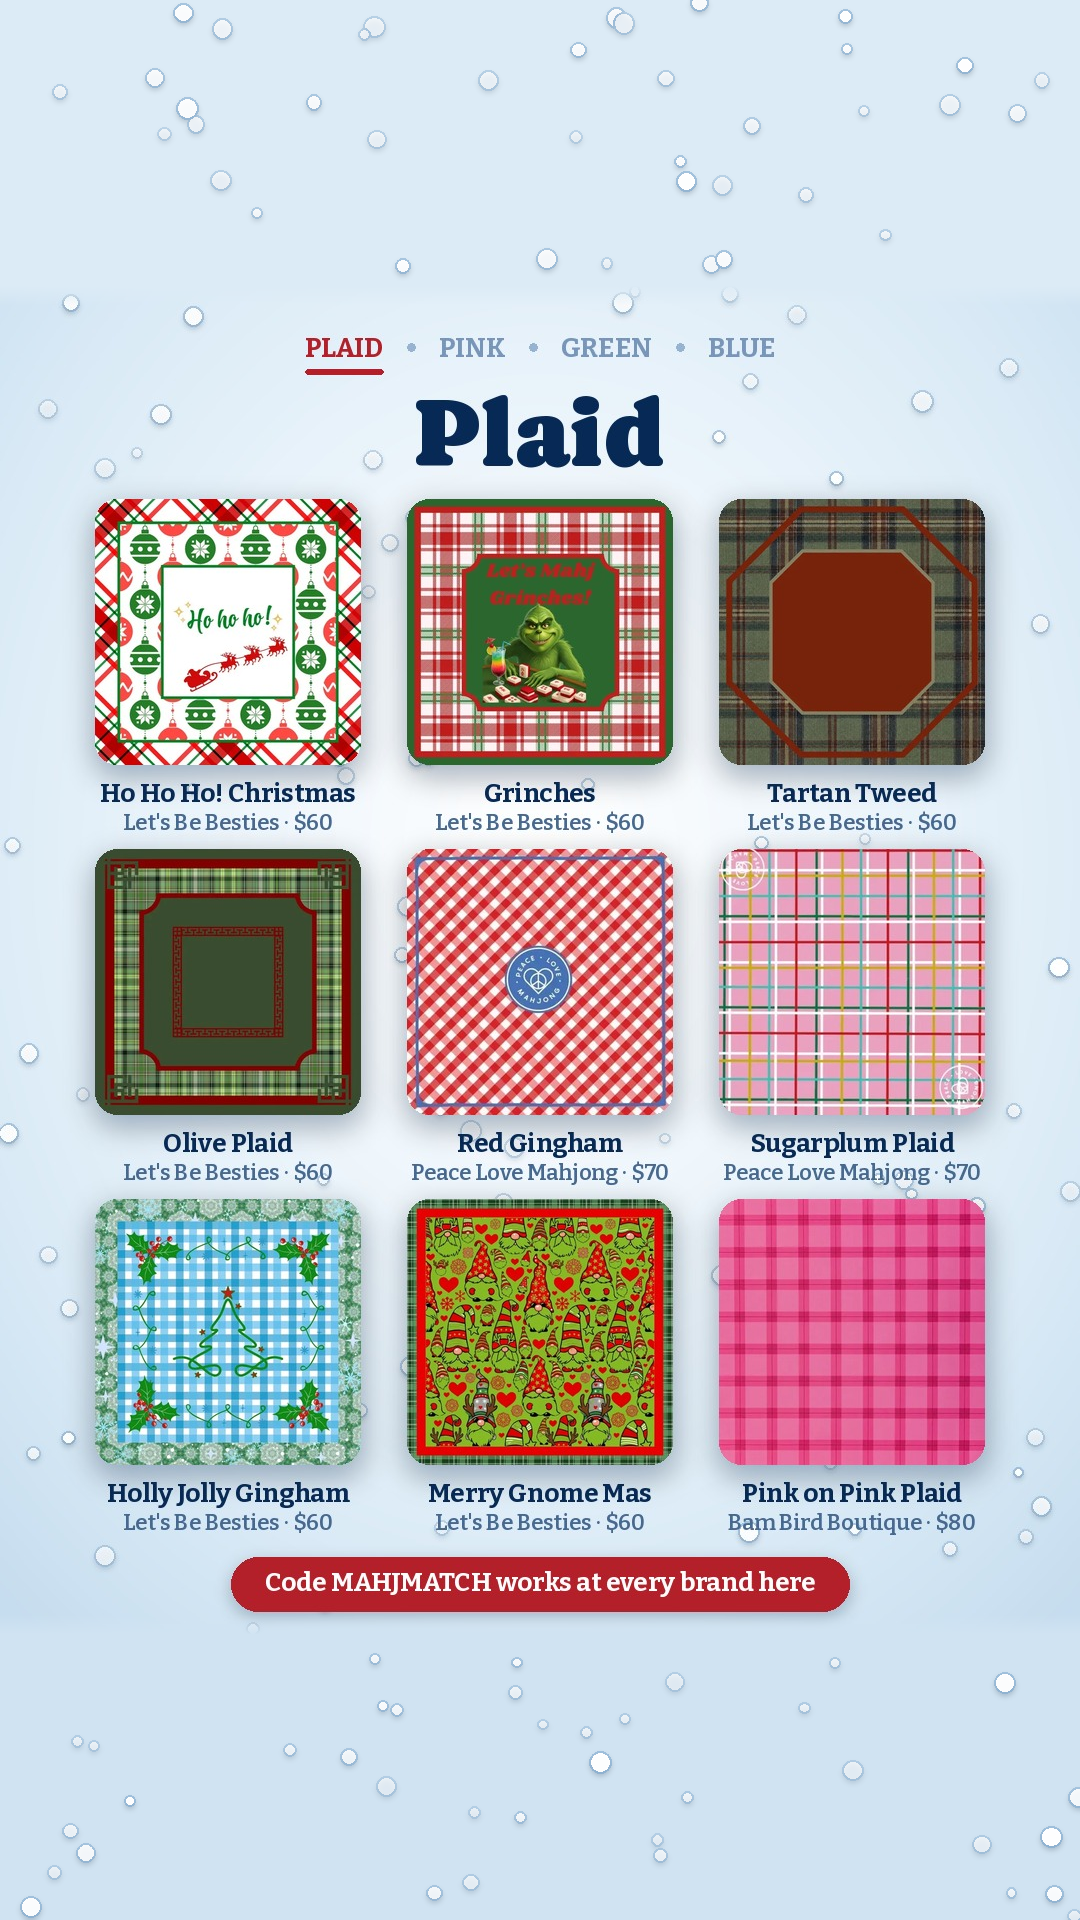 PLAID • PINK • GREEN • BLUE
Plaid
Ho ho ho!
Let's Mahj
Grinches!
Ho Ho Ho! Christmas
Let's Be Besties · $60
Grinches
Let's Be Besties · $60
Tartan Tweed
Let's Be Besties · $60
PEACE · LOVE
MAHJONG
Olive Plaid
Let's Be Besties · $60
Red Gingham
Peace Love Mahjong · $70
Sugarplum Plaid
Peace Love Mahjong · $70
Holly Jolly Gingham
Let's Be Besties · $60
Merry Gnome Mas
Let's Be Besties · $60
Pink on Pink Plaid
Bam Bird Boutique · $80
Code MAHJMATCH works at every brand here